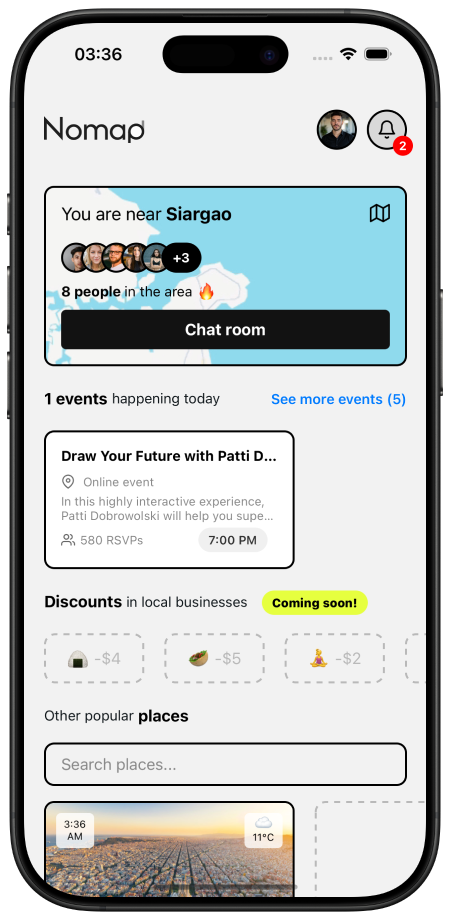 03:36
Nomap
2
You are near Siargao
+3
8 people in the area 🔥
Chat room
1 events happening today
See more events (5)
Draw Your Future with Patti D...
Online event
In this highly interactive experience,
Patti Dobrowolski will help you supe...
580 RSVPs
7:00 PM
Discounts in local businesses
Coming soon!
🍙 -$4
🥙 -$5
🧘‍♀️ -$2
Other popular places
Search places...
3:36
AM
11°C